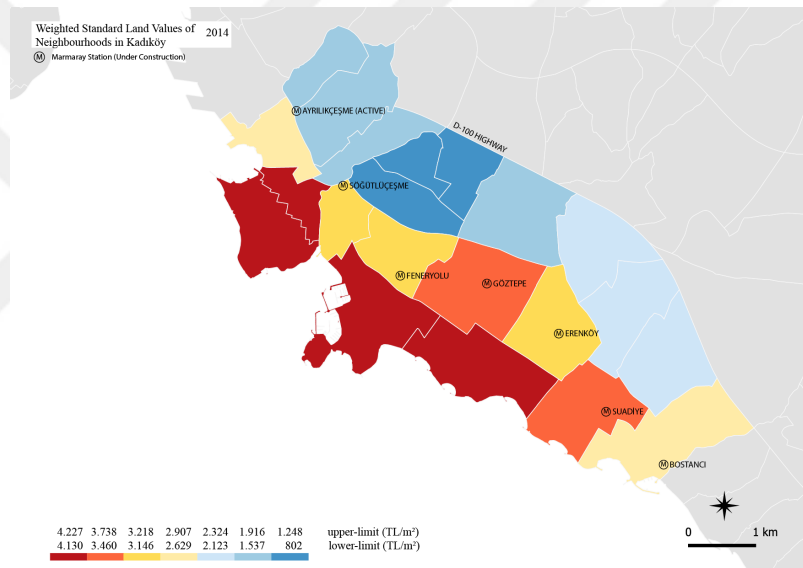 Weighted Standard Land Values of
Neighbourhoods in Kadıköy
2014
M Marmaray Station (Under Construction)
M AYRILIKÇEŞME (ACTIVE)
D-100 HIGHWAY
M SÖĞÜTLÜÇEŞME
M FENERYOLU
M GÖZTEPE
M ERENKÖY
M SUADİYE
M BOSTANCI
4.227 3.738 3.218 2.907 2.324 1.916 1.248 upper-limit (TL/m²)
4.130 3.460 3.146 2.629 2.123 1.537 802 lower-limit (TL/m²)
0 1 km